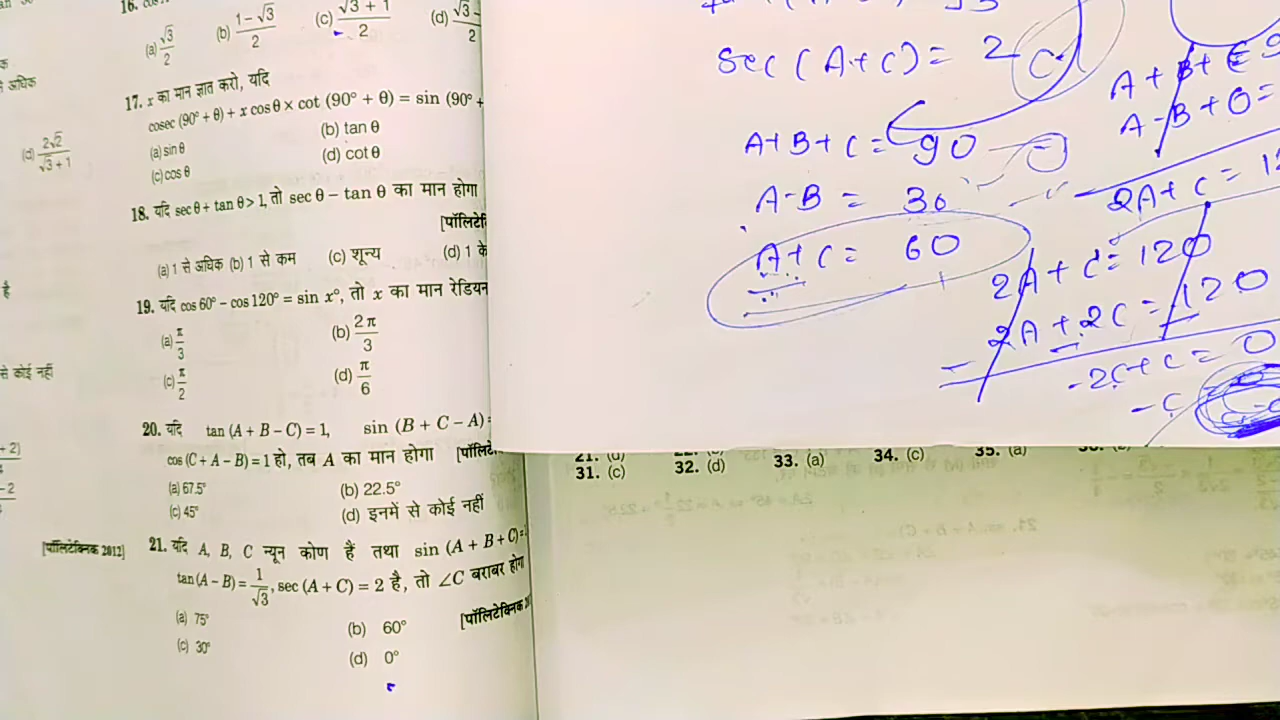 16.
(a) √3/2 (b) 1 − √3/2 (c) √3 + 1/2 (d)
से अधिक
17. x का मान ज्ञात करो, यदि
cosec (90° + θ) + x cos θ × cot (90° + θ) = sin (90° +
(a) sin θ (b) tan θ
(c) cos θ (d) cot θ
(d) 2√2/√3 + 1
18. यदि sec θ + tan θ > 1, तो sec θ − tan θ का मान होगा
(a) 1 से अधिक (b) 1 से कम (c) शून्य (d) 1 के
है
19. यदि cos 60° − cos 120° = sin x°, तो x का मान रेडियन
(a) π/3 (b) 2π/3
(c) π/2 (d) π/6
से कोई नहीं
20. यदि tan (A + B − C) = 1, sin (B + C − A) =
cos (C + A − B) = 1 हो, तब A का मान होगा
(a) 67.5° (b) 22.5°
(c) 45° (d) इनमें से कोई नहीं
[पॉलिटेक्निक 2012]
21. यदि A, B, C न्यून कोण हैं तथा sin (A + B + C) =
tan (A − B) = 1/√3, sec (A + C) = 2 है, तो ∠C बराबर होगा
[पॉलिटेक्निक
(a) 75° (b) 60°
(c) 30° (d) 0°
sec (A+C) = 2
A+B+C = 90
A-B = 30
A+C = 60
A-B+0=
2A+C = 12
2A+C = 120
2A+2C = 120
-2C+C = 0
31. (c) 32. (d) 33. (a) 34. (c) 35. (a)